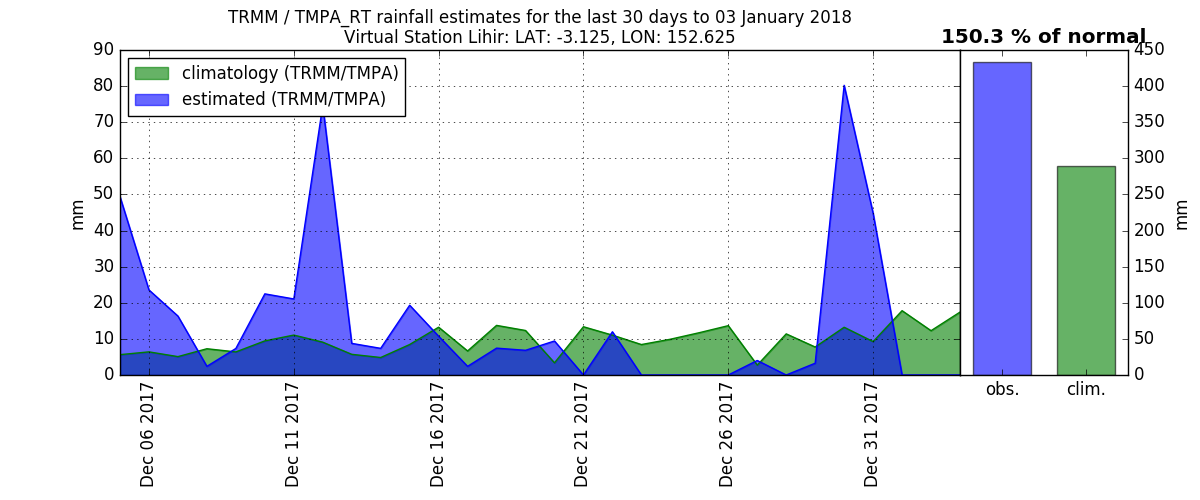 TRMM / TMPA_RT rainfall estimates for the last 30 days to 03 January 2018
Virtual Station Lihir: LAT: -3.125, LON: 152.625
150.3 % of normal
climatology (TRMM/TMPA)
estimated (TRMM/TMPA)
90
80
70
60
50
40
30
20
10
0
mm
Dec 06 2017
Dec 11 2017
Dec 16 2017
Dec 21 2017
Dec 26 2017
Dec 31 2017
450
400
350
300
250
200
150
100
50
0
mm
obs.
clim.